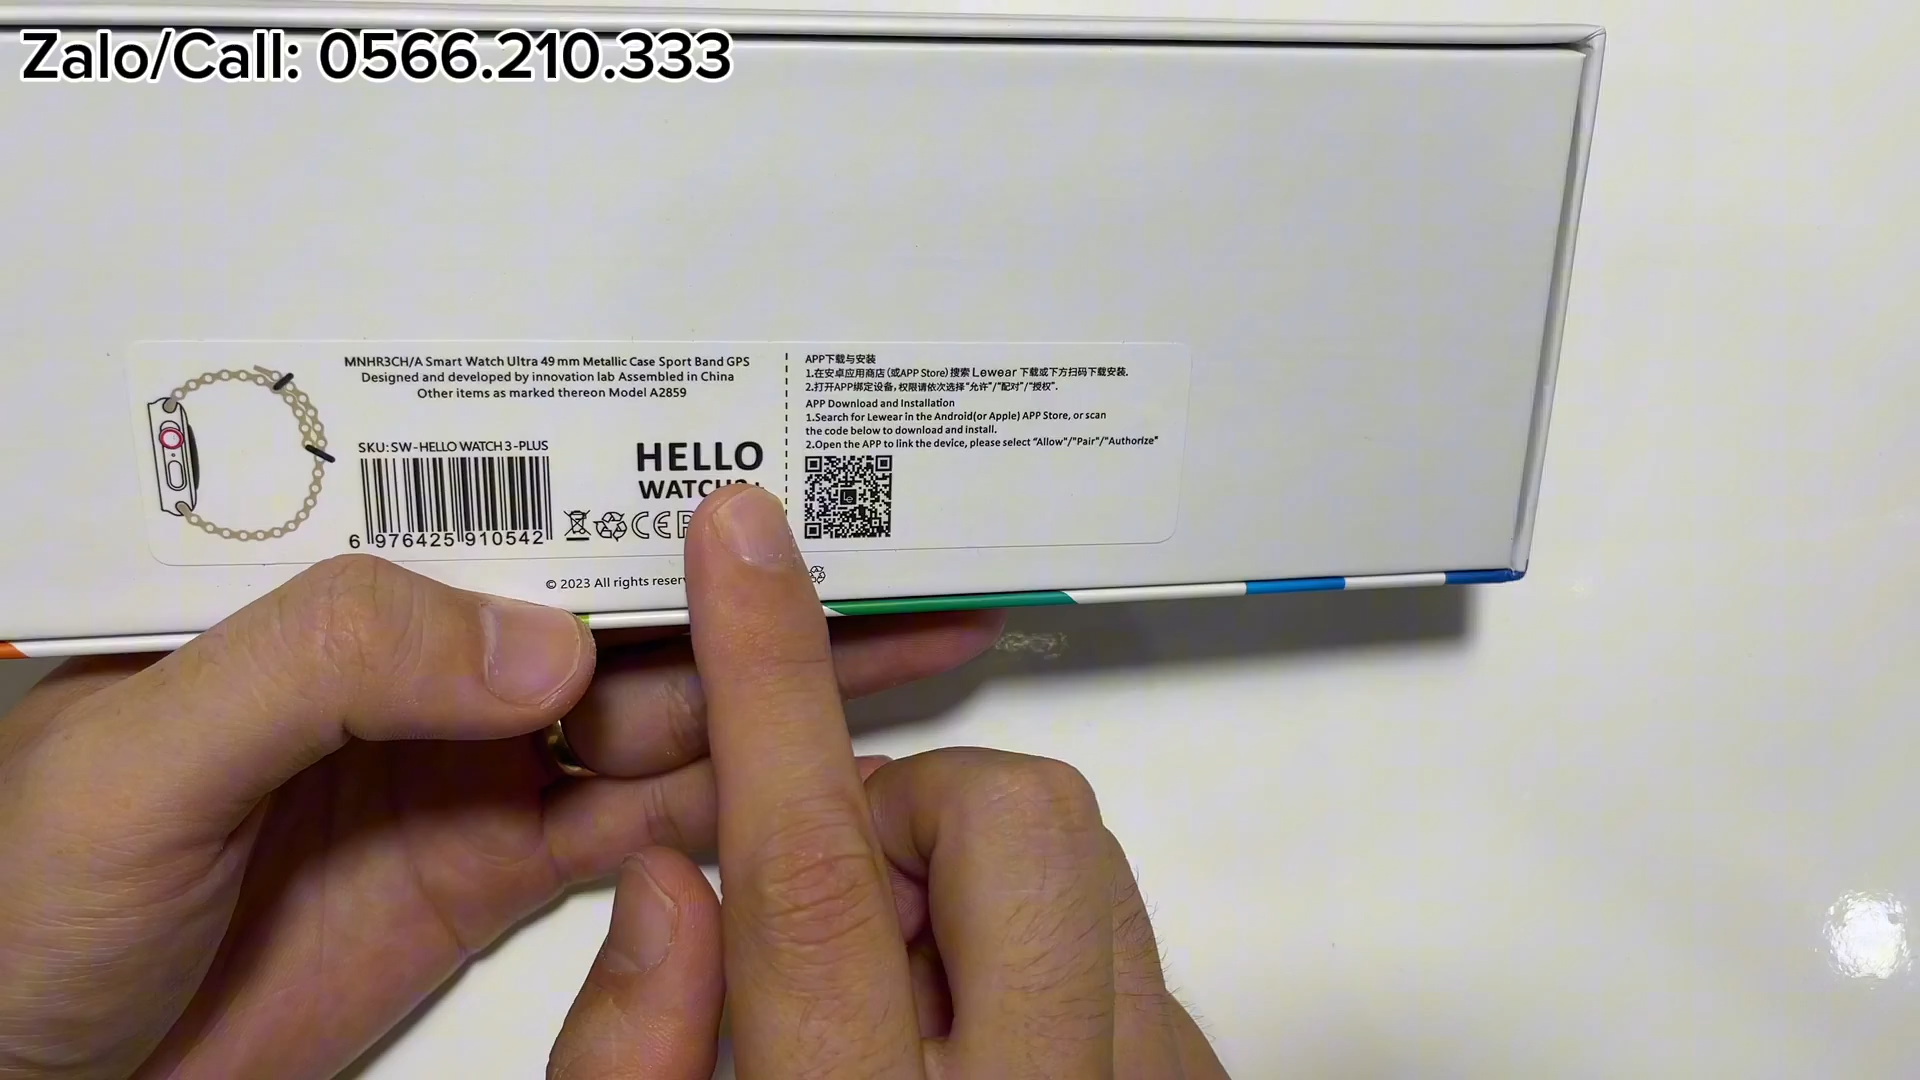 Zalo/Call: 0566.210.333
MNHR3CH/A Smart Watch Ultra 49 mm Metallic Case Sport Band GPS
Designed and developed by innovation lab Assembled in China
Other items as marked thereon Model A2859
SKU: SW-HELLO WATCH 3-PLUS
6 976425 910542
HELLO
CE
© 2023 All rights
APP下载与安装
1.在安卓应用商店(或APP Store)搜索 Lewear 下载或下方扫码下载安装.
2.打开APP绑定设备,权限请依次选择“允许”/“配对”/“授权”.
APP Download and Installation
1.Search for Lewear in the Android(or Apple) APP Store, or scan
the code below to download and install.
2.Open the APP to link the device, please select “Allow”/“Pair”/“Authorize”